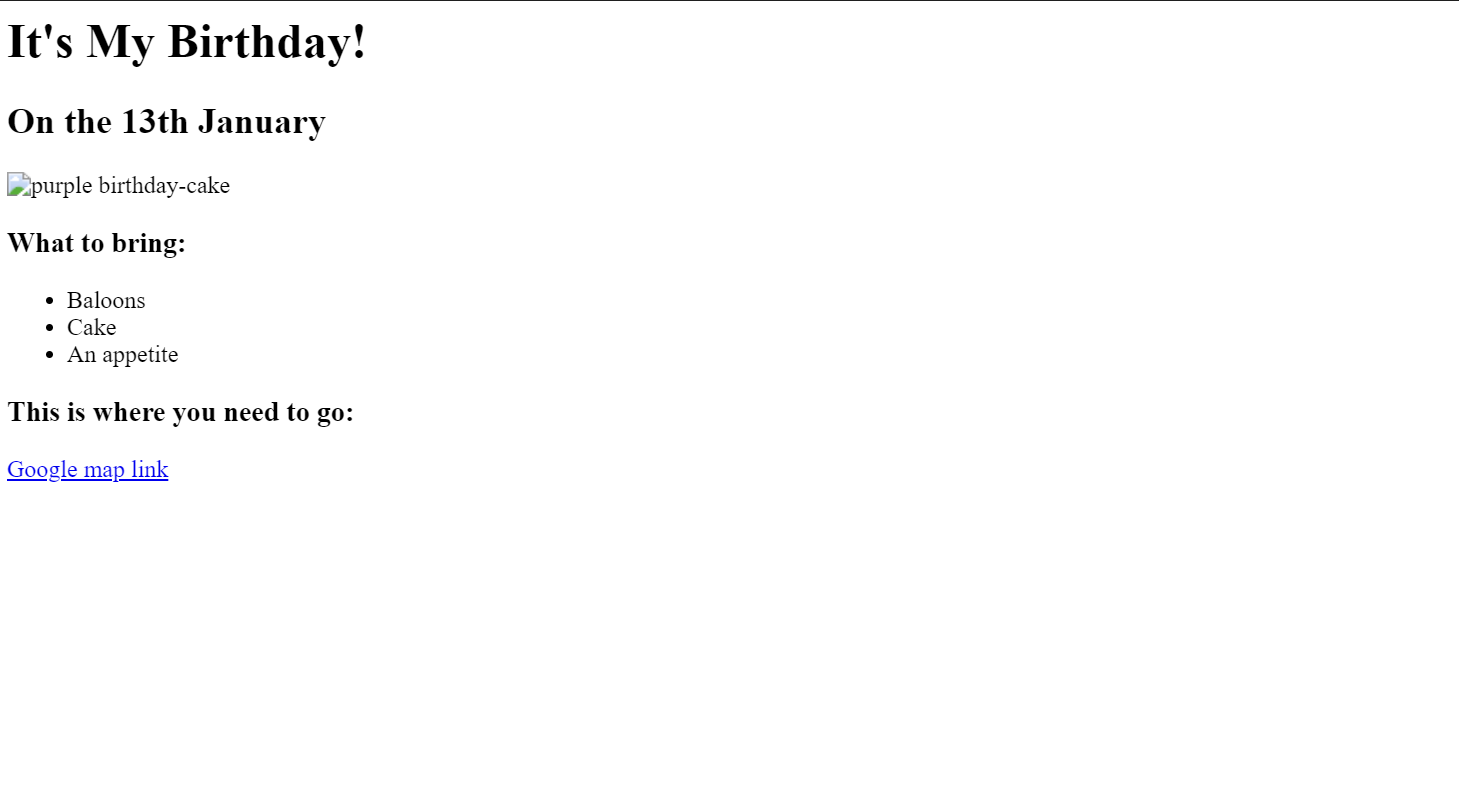 It's My Birthday!
On the 13th January
purple birthday-cake
What to bring:
Baloons
Cake
An appetite
This is where you need to go:
Google map link